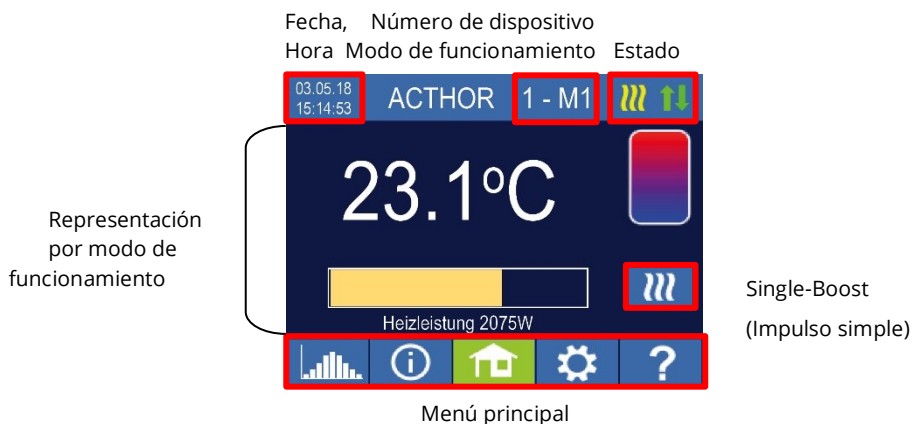 Fecha, Número de dispositivo
Hora Modo de funcionamiento Estado
03.05.18
15:14:53
ACTHOR 1 - M1
23.1°C
Representación
por modo de
funcionamiento
Single-Boost
(Impulso simple)
Heizleistung 2075W
?
Menú principal